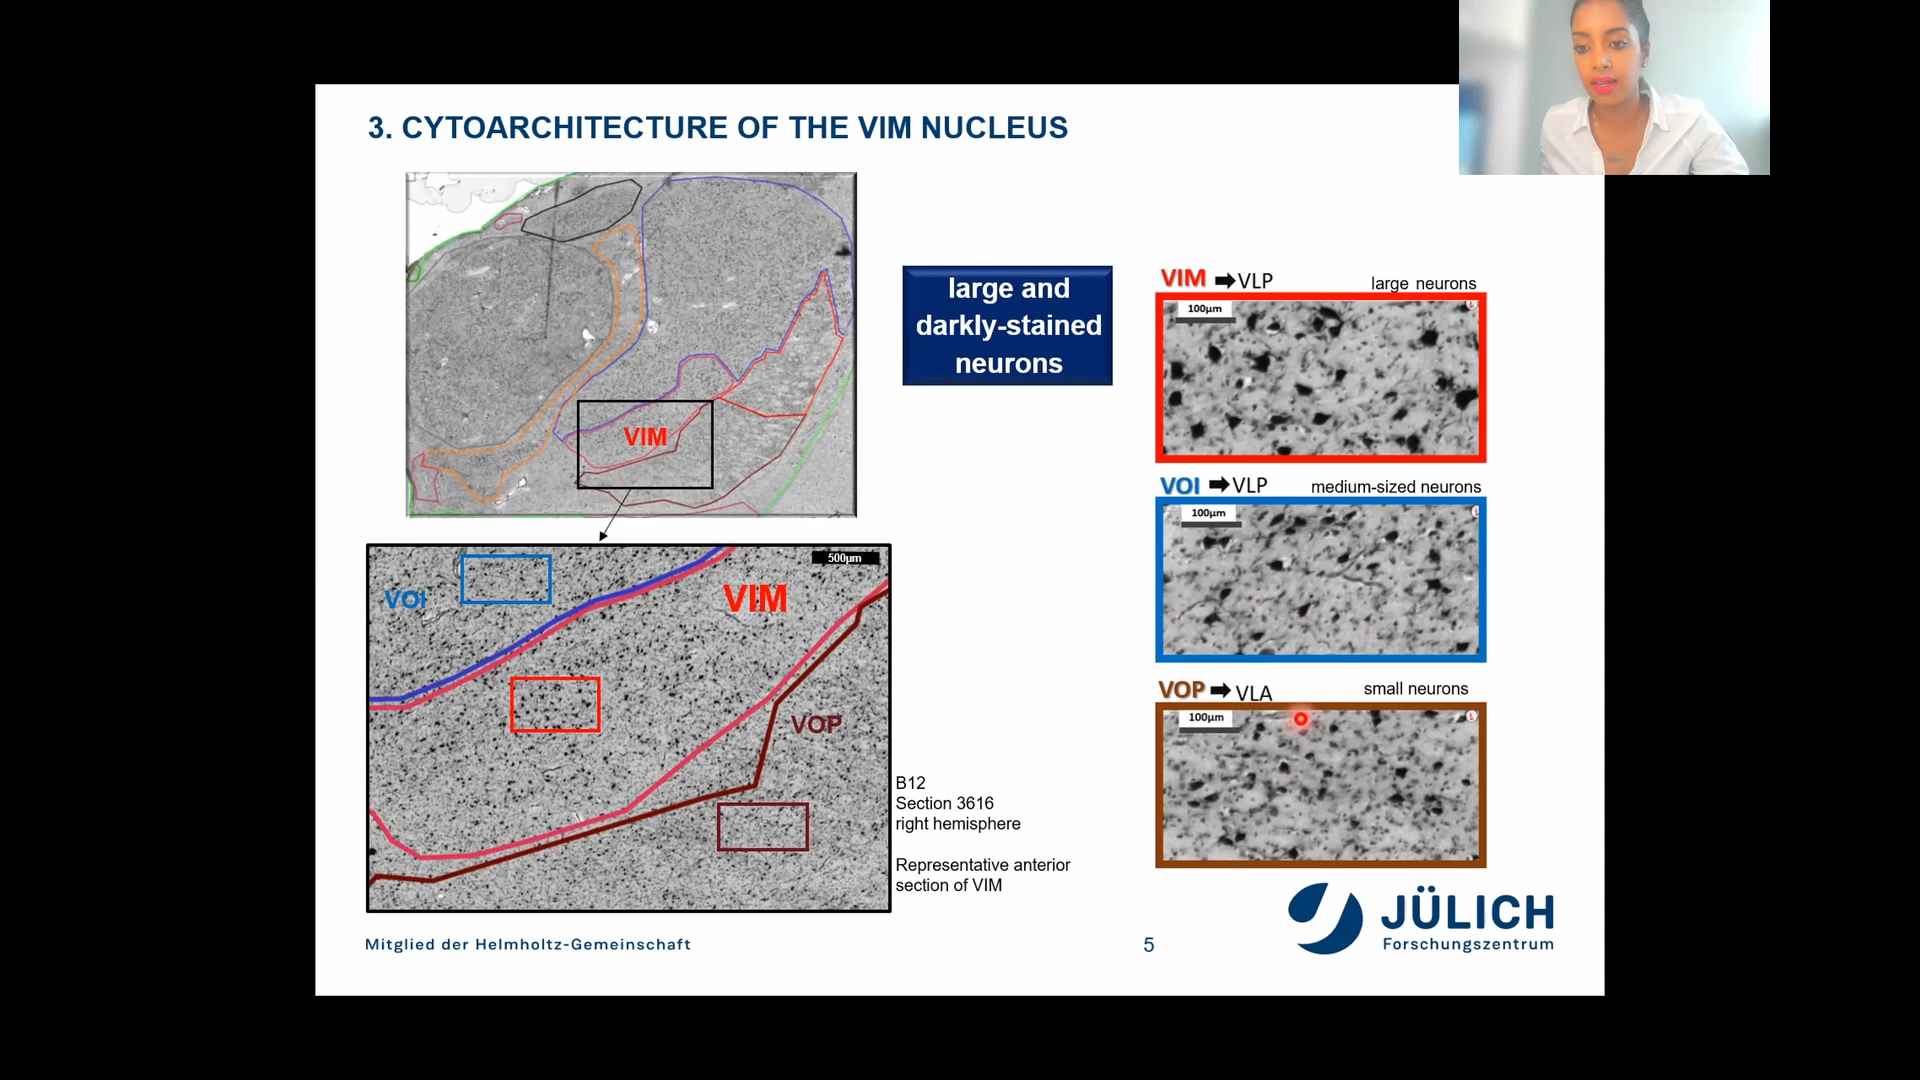 3. CYTOARCHITECTURE OF THE VIM NUCLEUS
VIM
large and
darkly-stained
neurons
VIM ➡VLP large neurons
100µm
VOI ➡VLP medium-sized neurons
100µm
VOP ➡VLA small neurons
100µm
500µm
VOI
VIM
VOP
B12
Section 3616
right hemisphere
Representative anterior
section of VIM
Mitglied der Helmholtz-Gemeinschaft
5
JÜLICH
Forschungszentrum